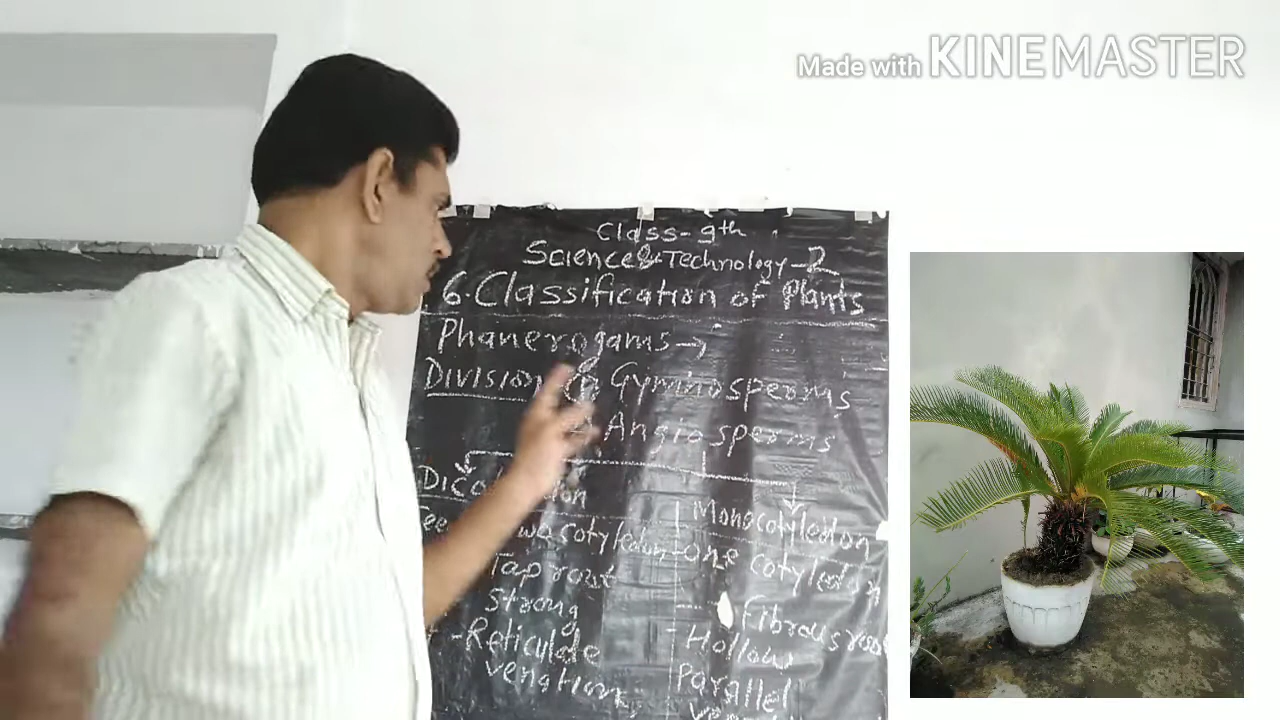 Made with KINEMASTER
Class-9th
Science & Technology-2
6. Classification of Plants
Phanerogams→
Division Gymnosperms
Angiosperms
Monocotyledon
cotyledon - One cotyledon
Tap root
Strong
Fibrous
- Reticulate
Hollow
venation
Parallel